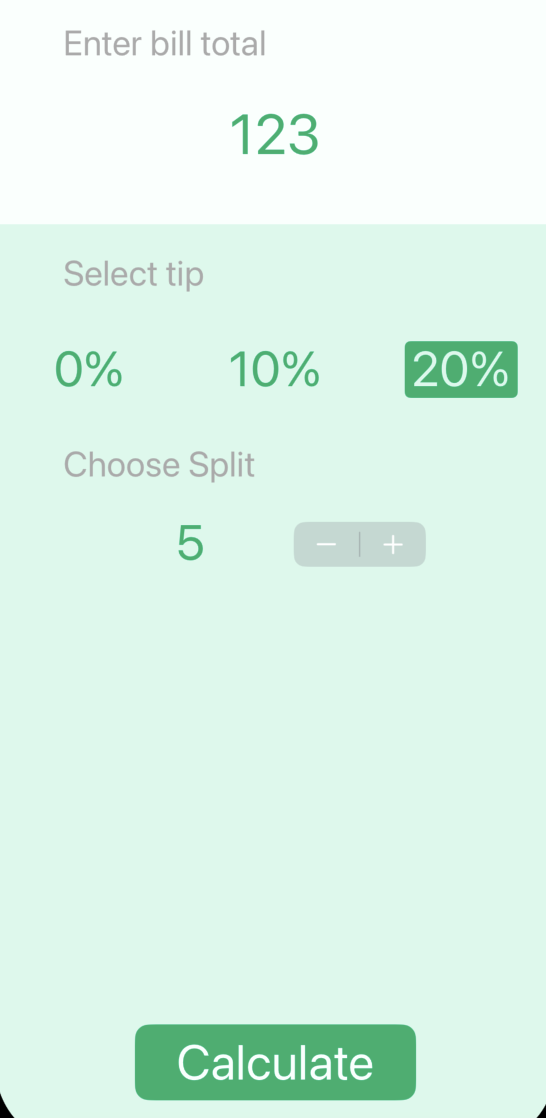 Enter bill total
123
Select tip
0% 10% 20%
Choose Split
5 − +
Calculate